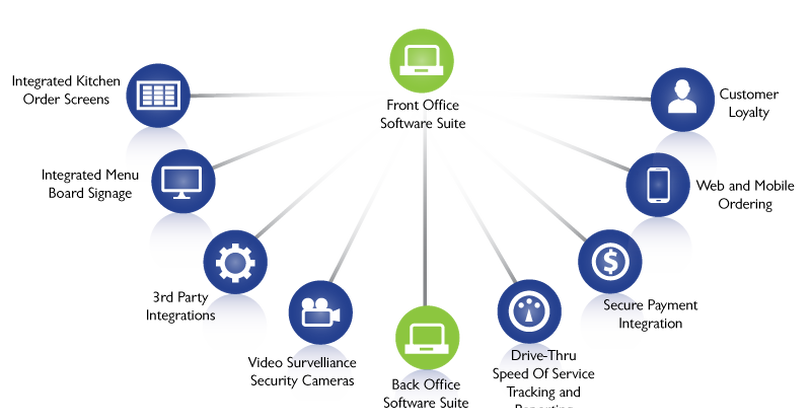 Front Office
Software Suite
Integrated Kitchen
Order Screens
Customer
Loyalty
Integrated Menu
Board Signage
Web and Mobile
Ordering
3rd Party
Integrations
Secure Payment
Integration
Video Survelliance
Security Cameras
Back Office
Software Suite
Drive-Thru
Speed Of Service
Tracking and
Reporting